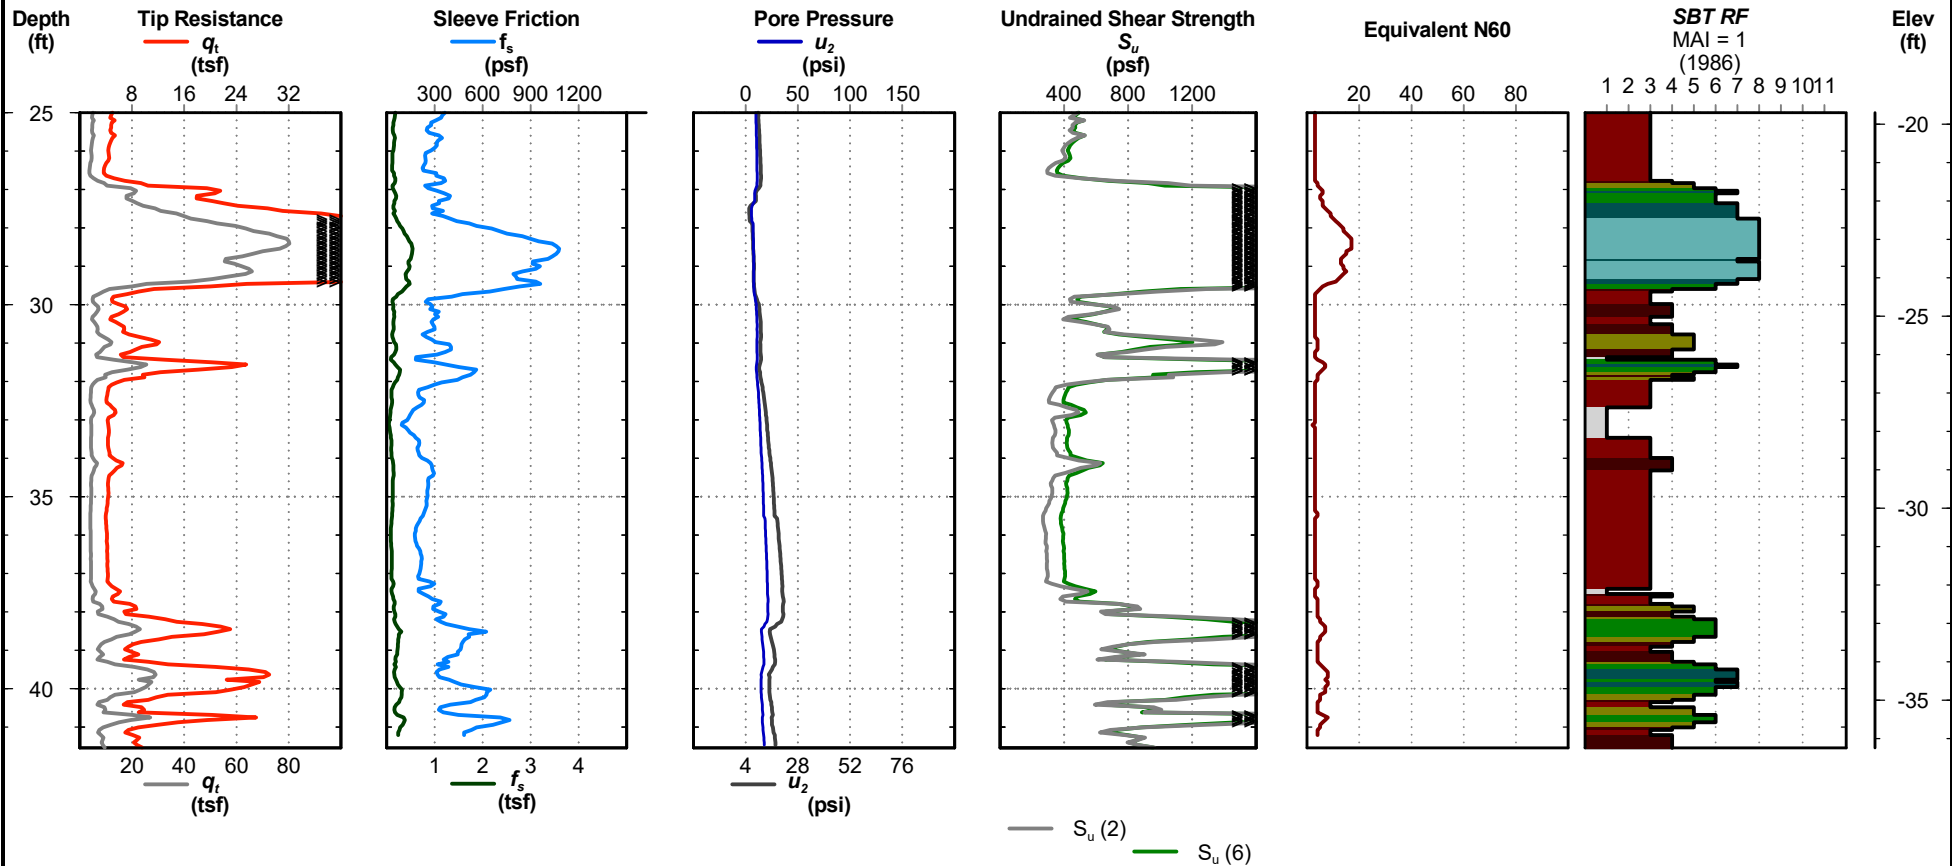 Depth
(ft)
Tip Resistance
qt
(tsf)
Sleeve Friction
fs
(psf)
Pore Pressure
u2
(psi)
Undrained Shear Strength
Su
(psf)
Equivalent N60
SBT RF
MAI = 1
(1986)
Elev
(ft)
8 16 24 32
300 600 900 1200
0 50 100 150
400 800 1200
20 40 60 80
1 2 3 4 5 6 7 8 9 10 11
25
-20
30
-25
35
-30
40
-35
20 40 60 80
1 2 3 4
4 28 52 76
qt
(tsf)
fs
(tsf)
u2
(psi)
Su (2)
Su (6)